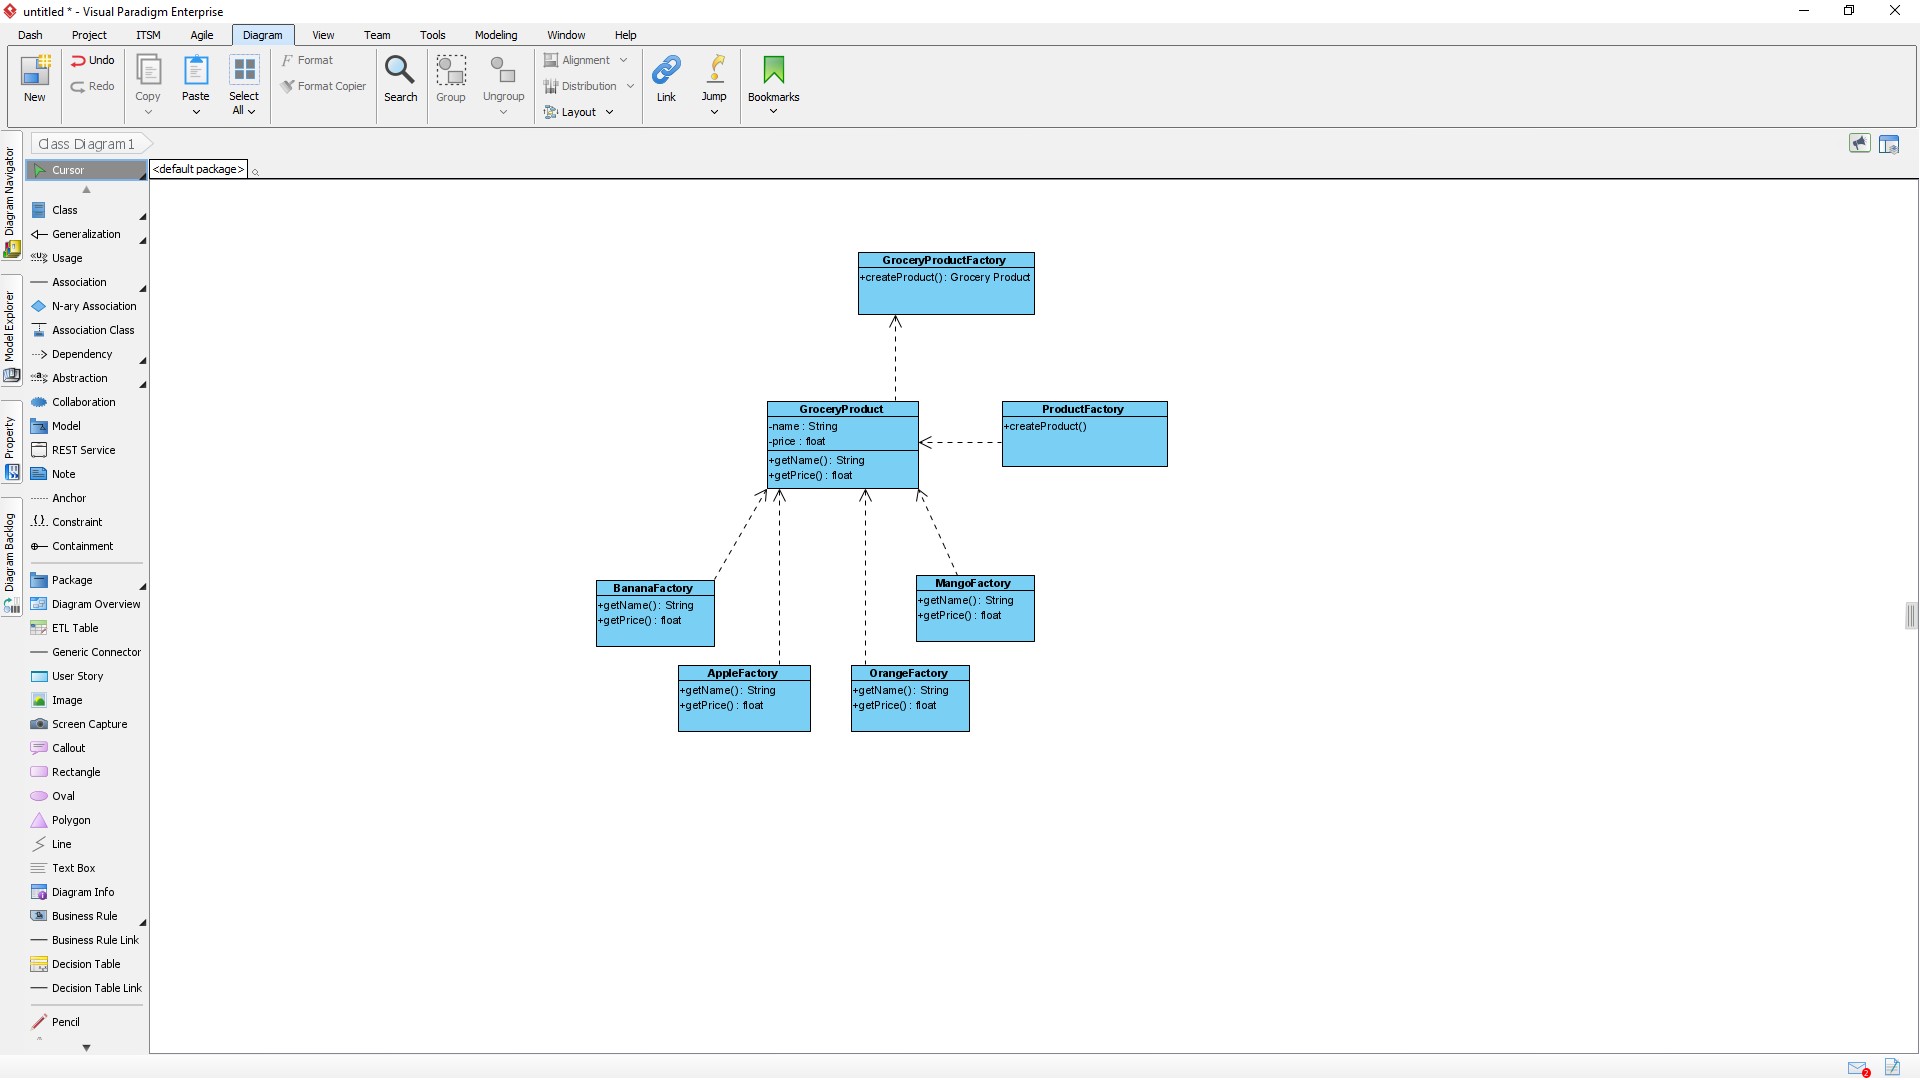 untitled * - Visual Paradigm Enterprise
Dash Project ITSM Agile Diagram View Team Tools Modeling Window Help
New
Undo
Redo
Copy
Paste
Select
All
Format
Format Copier
Search
Group
Ungroup
Alignment
Distribution
Layout
Link
Jump
Bookmarks
Class Diagram1
Diagram Navigator
Model Explorer
Property
Diagram Backlog
Cursor
Class
Generalization
Usage
Association
N-ary Association
Association Class
Dependency
Abstraction
Collaboration
Model
REST Service
Note
Anchor
Constraint
Containment
Package
Diagram Overview
ETL Table
Generic Connector
User Story
Image
Screen Capture
Callout
Rectangle
Oval
Polygon
Line
Text Box
Diagram Info
Business Rule
Business Rule Link
Decision Table
Decision Table Link
Pencil
<default package>
GroceryProductFactory
+createProduct() : Grocery Product
GroceryProduct
-name : String
-price : float
+getName() : String
+getPrice() : float
ProductFactory
+createProduct()
BananaFactory
+getName() : String
+getPrice() : float
MangoFactory
+getName() : String
+getPrice() : float
AppleFactory
+getName() : String
+getPrice() : float
OrangeFactory
+getName() : String
+getPrice() : float
2